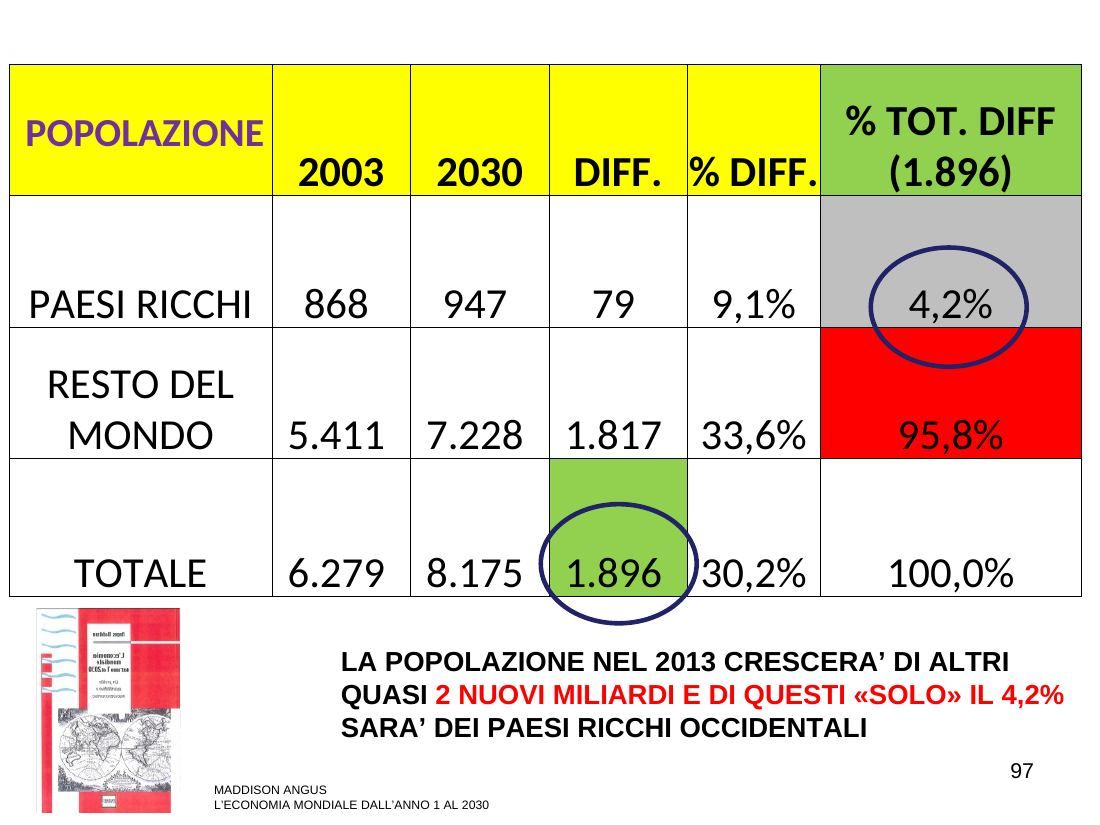 POPOLAZIONE 2003 2030 DIFF. % DIFF. % TOT. DIFF (1.896)
PAESI RICCHI 868 947 79 9,1% 4,2%
RESTO DEL MONDO 5.411 7.228 1.817 33,6% 95,8%
TOTALE 6.279 8.175 1.896 30,2% 100,0%
LA POPOLAZIONE NEL 2013 CRESCERA’ DI ALTRI
QUASI 2 NUOVI MILIARDI E DI QUESTI «SOLO» IL 4,2%
SARA’ DEI PAESI RICCHI OCCIDENTALI
97
MADDISON ANGUS
L’ECONOMIA MONDIALE DALL’ANNO 1 AL 2030